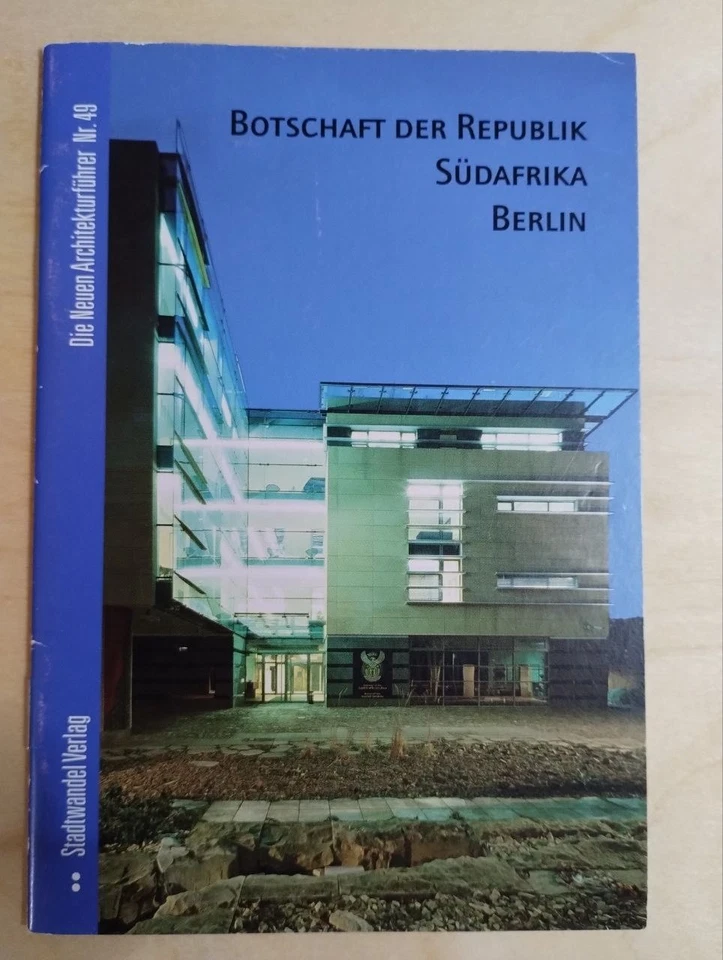 BOTSCHAFT DER REPUBLIK
SÜDAFRIKA
BERLIN
Die Neuen Architekturführer Nr. 49
Stadtwandel Verlag